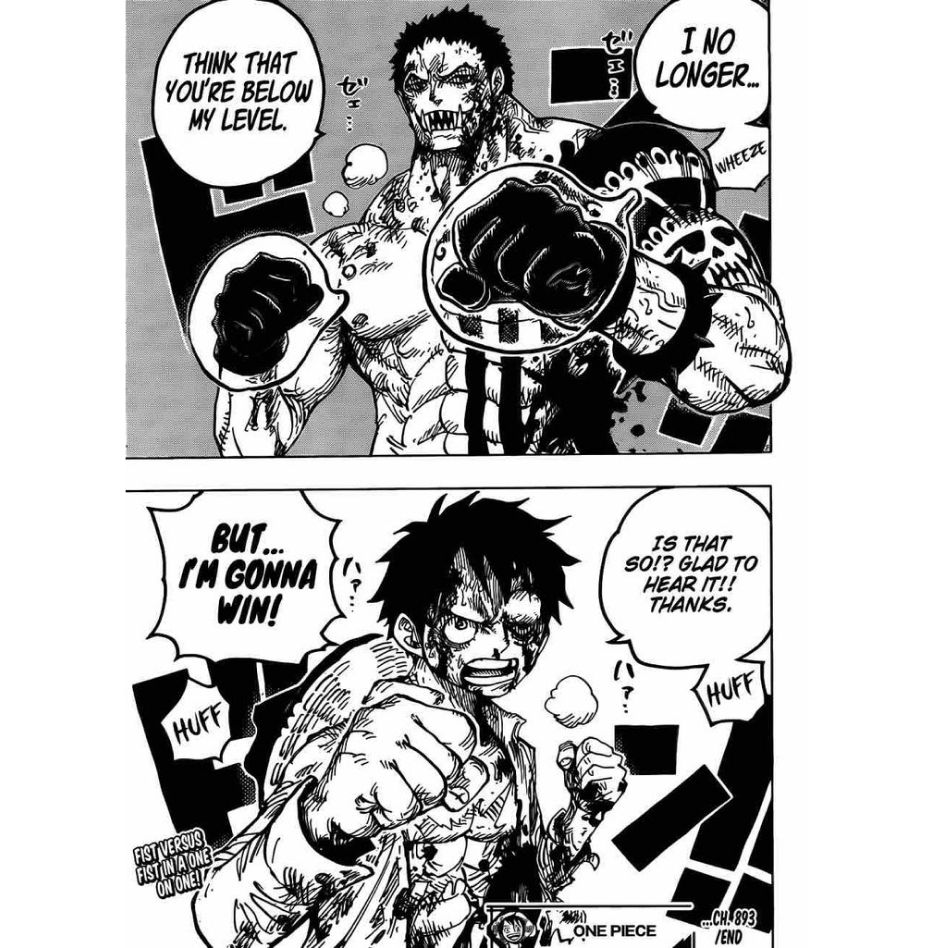 I NO
LONGER...
ゼェ…
WHEEZE
THINK THAT
YOU'RE BELOW
MY LEVEL.
ゼェ…
IS THAT
SO!? GLAD TO
HEAR IT!!
THANKS.
HUFF
ハァ…
BUT...
I'M GONNA
WIN!
ハァ…
HUFF
FIST VERSUS
FIST IN A ONE
ON ONE!
ONE PIECE
...CH. 893
/END